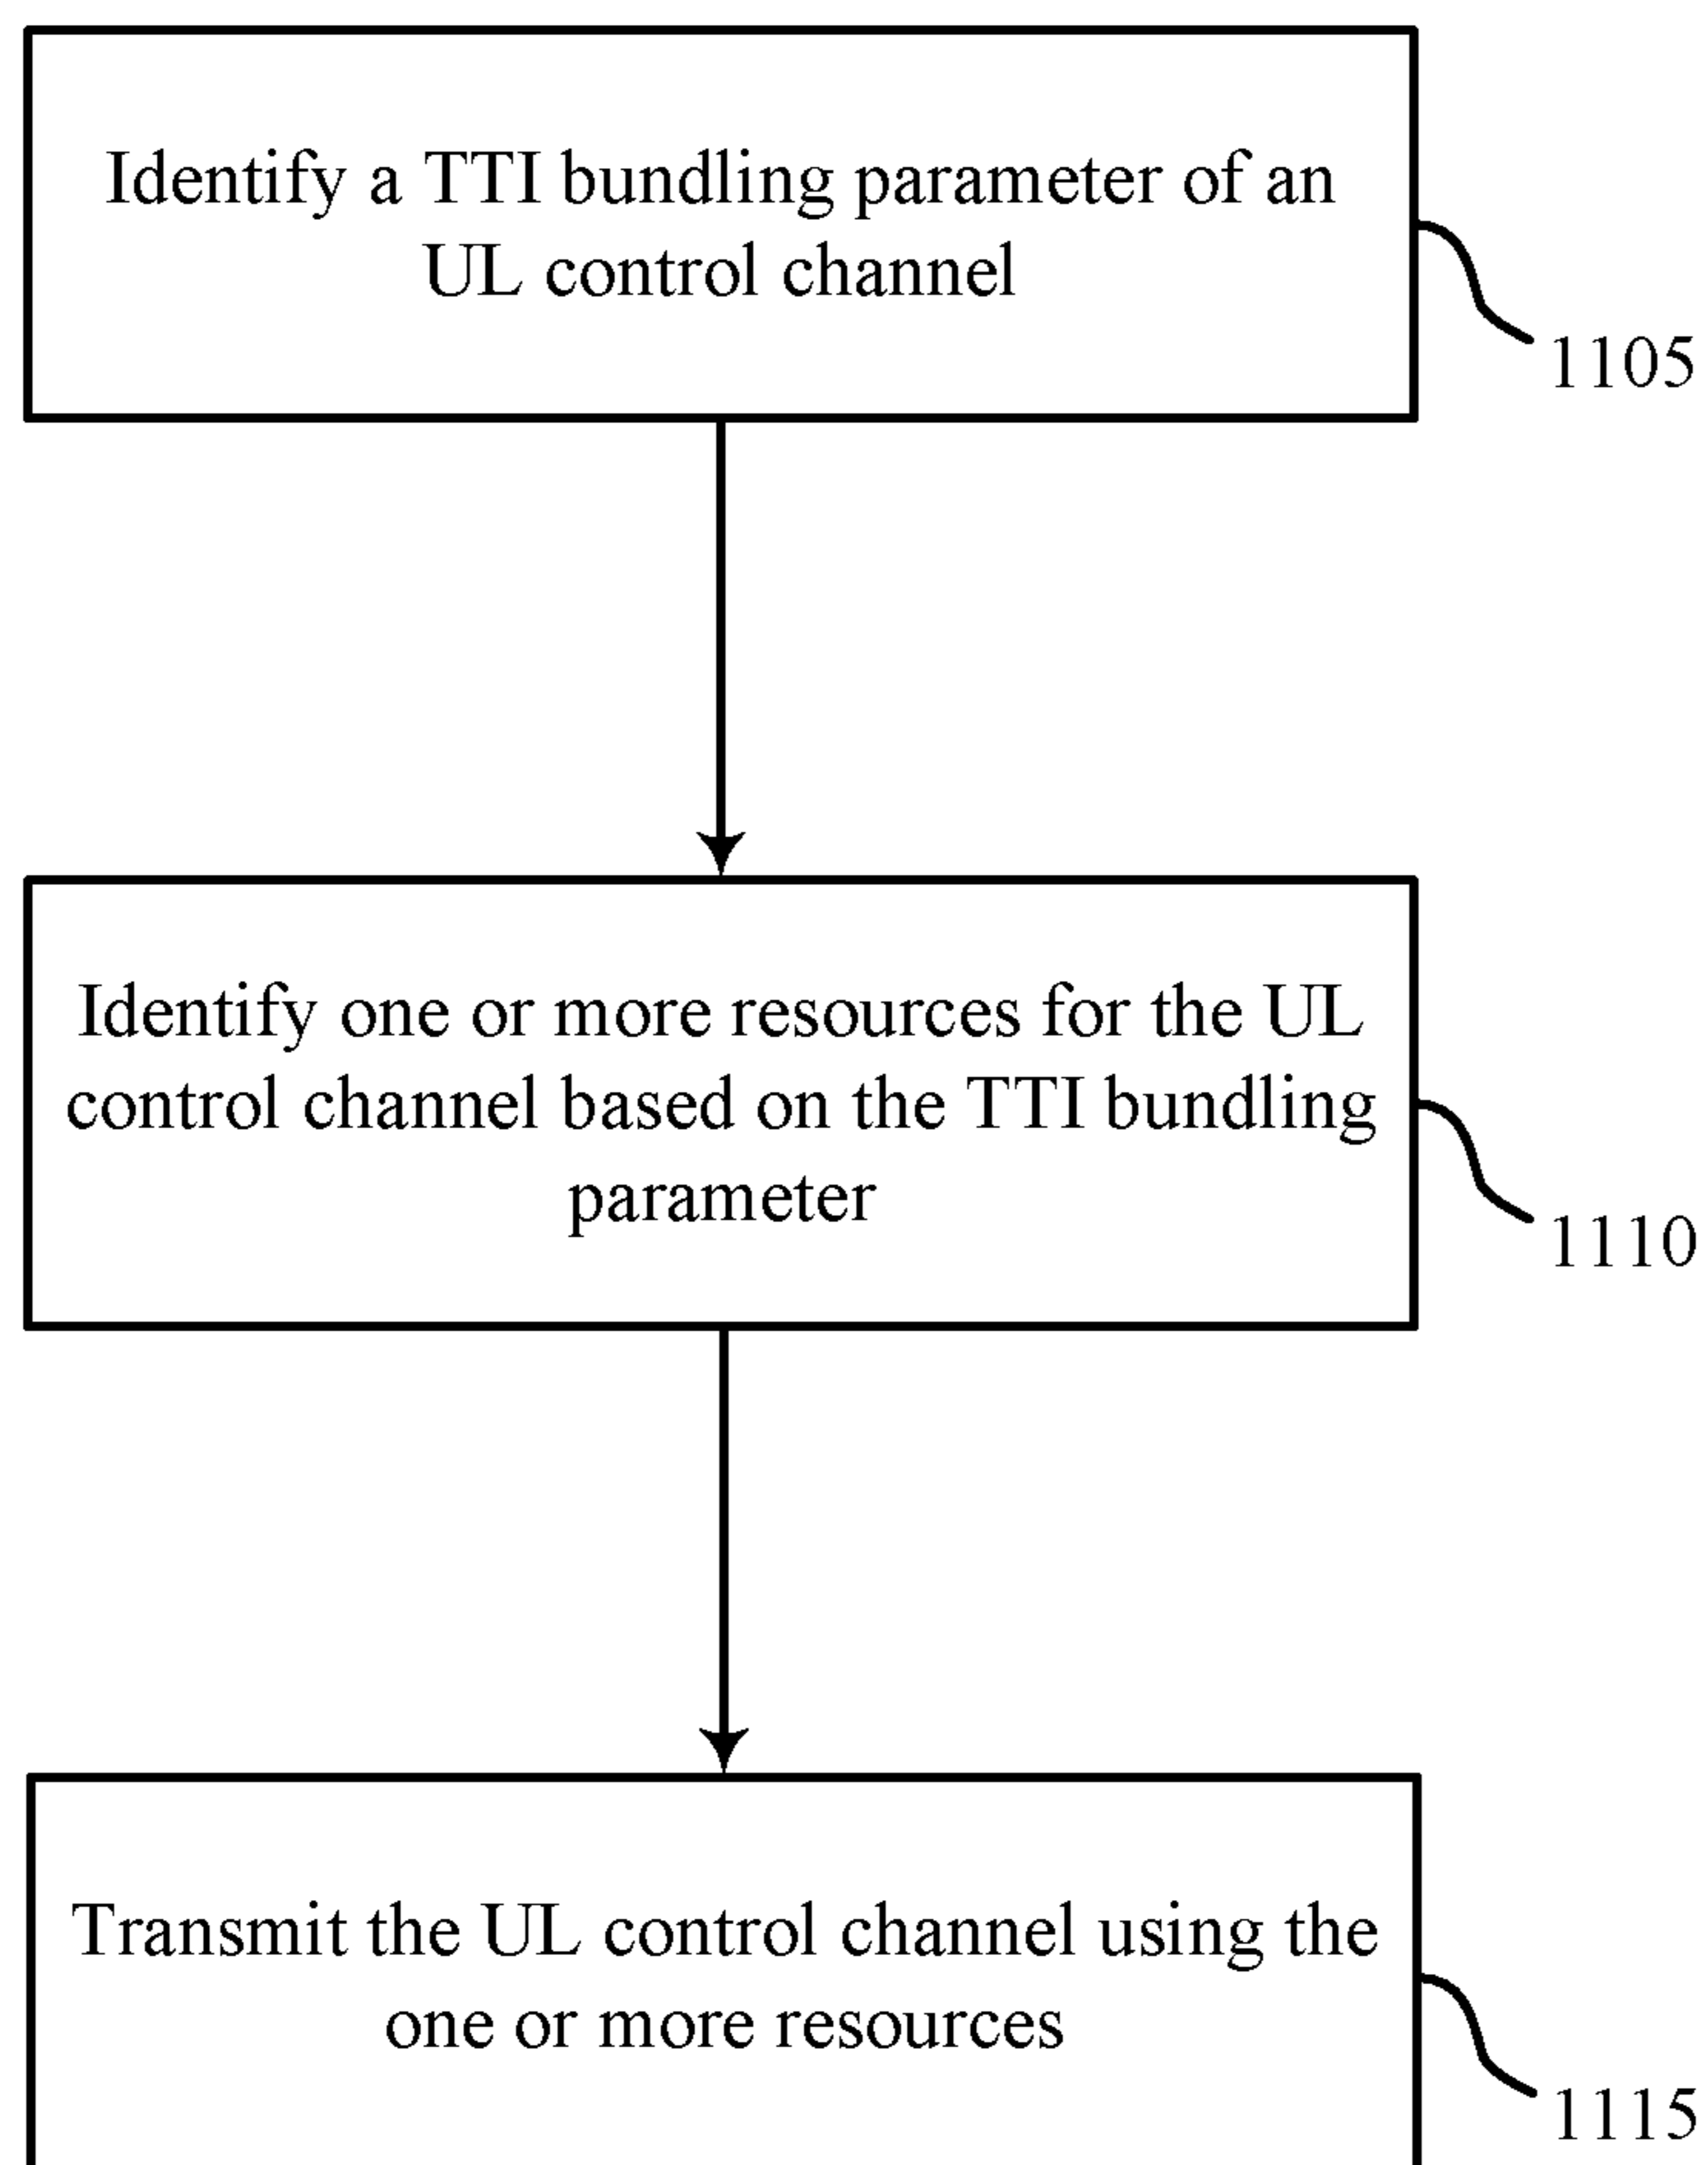 Identify a TTI bundling parameter of an
UL control channel
1105
Identify one or more resources for the UL
control channel based on the TTI bundling
parameter
1110
Transmit the UL control channel using the
one or more resources
1115